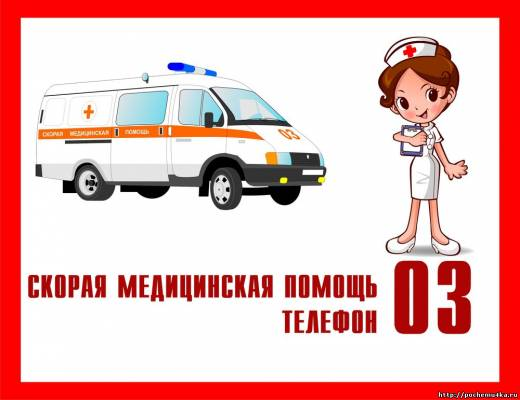 СКОРАЯ МЕДИЦИНСКАЯ ПОМОЩЬ
03
СКОРАЯ МЕДИЦИНСКАЯ ПОМОЩЬ
ТЕЛЕФОН 03
http://pochemu4ka.ru